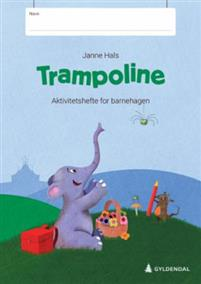 Navn
Janne Hals
Trampoline
Aktivitetshefte for barnehagen
GYLDENDAL